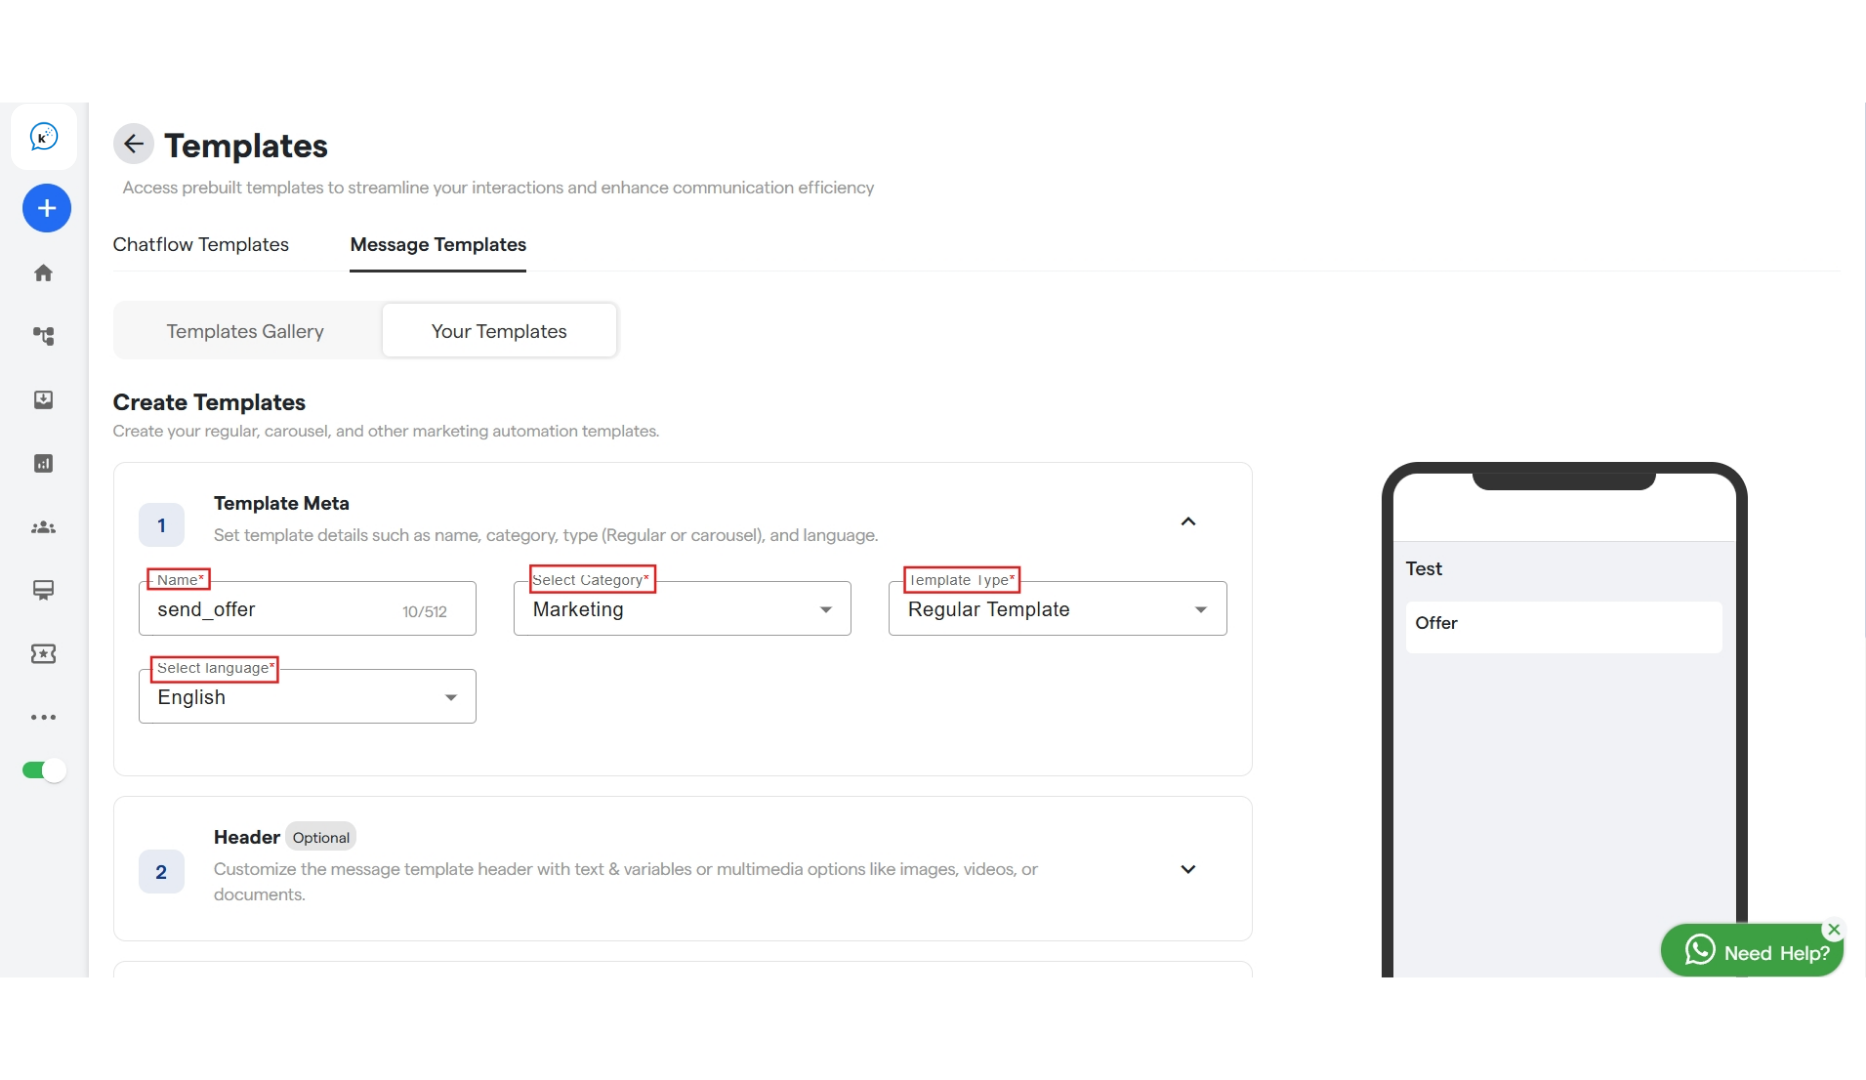 K
Templates
Access prebuilt templates to streamline your interactions and enhance communication efficiency
Chatflow Templates
Message Templates
Templates Gallery
Your Templates
Create Templates
Create your regular, carousel, and other marketing automation templates.
1
Template Meta
Set template details such as name, category, type (Regular or carousel), and language.
Name*
send_offer
10/512
Select Category*
Marketing
Template Type*
Regular Template
Select language*
English
2
Header
Optional
Customize the message template header with text & variables or multimedia options like images, videos, or
documents.
Test
Offer
Need Help?